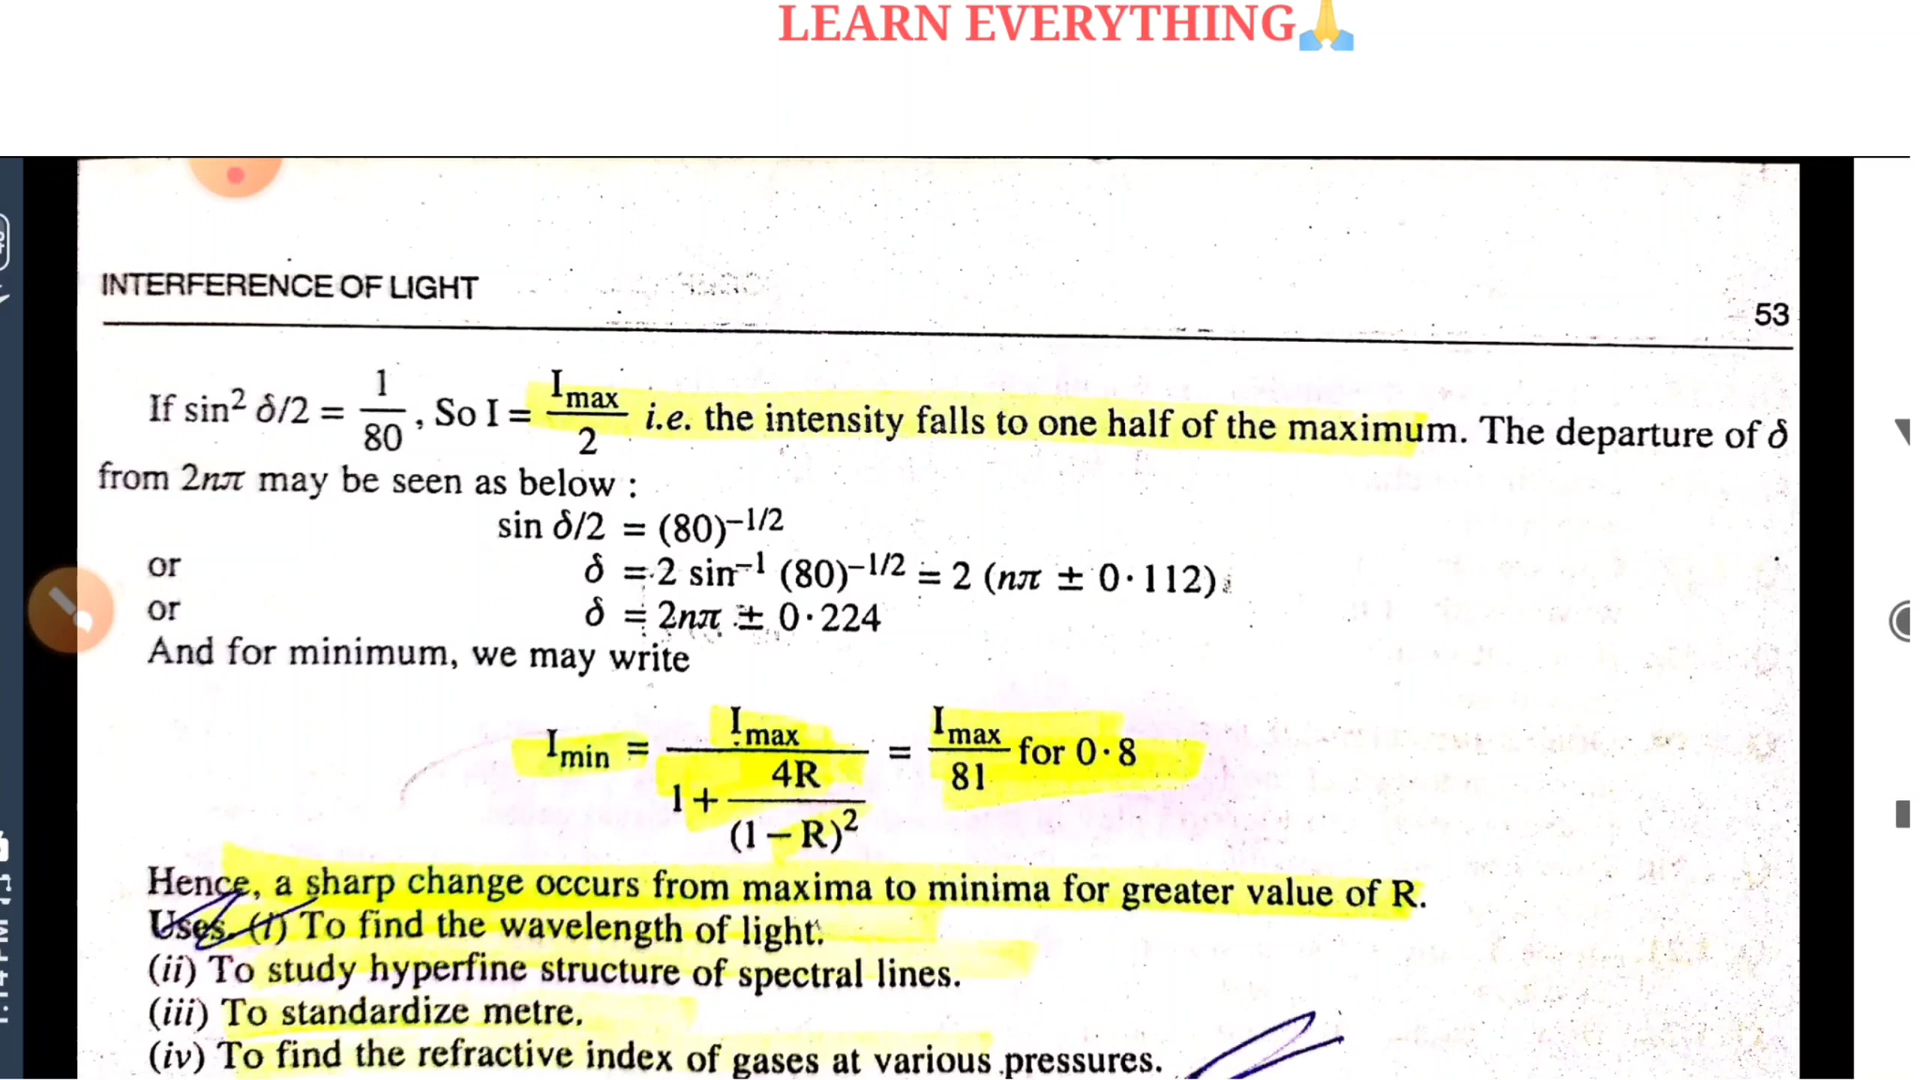 LEARN EVERYTHING🙏
INTERFERENCE OF LIGHT
53
If sin² δ/2 = 1/80, So I = Imax/2 i.e. the intensity falls to one half of the maximum. The departure of δ
from 2nπ may be seen as below :
sin δ/2 = (80)–1/2
or δ = 2 sin–1 (80)–1/2 = 2 (nπ ± 0·112)
or δ = 2nπ ± 0·224
And for minimum, we may write
Imin = Imax / (1 + 4R/(1 – R)²) = Imax/81 for 0·8
Hence, a sharp change occurs from maxima to minima for greater value of R.
Uses. (i) To find the wavelength of light.
(ii) To study hyperfine structure of spectral lines.
(iii) To standardize metre.
(iv) To find the refractive index of gases at various pressures.